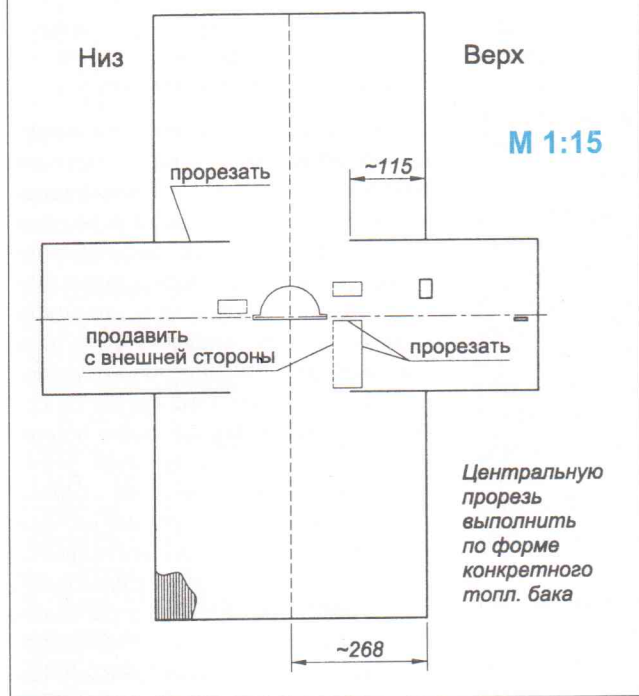 Низ
Верх
М 1:15
прорезать
~115
продавить
с внешней стороны
прорезать
Центральную
прорезь
выполнить
по форме
конкретного
топл. бака
~268